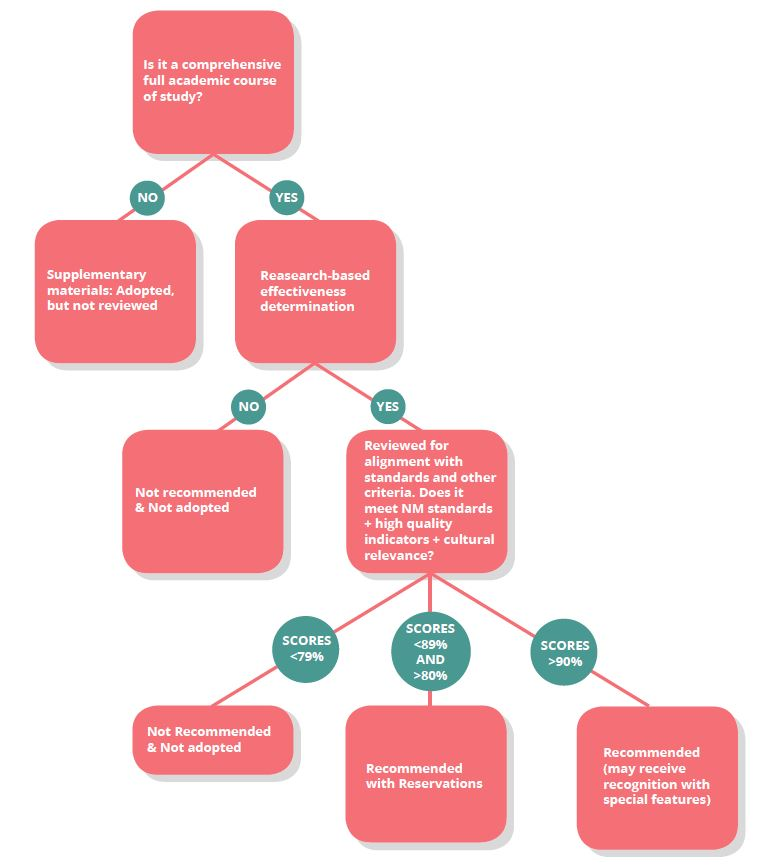 Is it a comprehensive
full academic course
of study?
NO
YES
Supplementary
materials: Adopted,
but not reviewed
Reasearch-based
effectiveness
determination
NO
YES
Not recommended
& Not adopted
Reviewed for
alignment with
standards and other
criteria. Does it
meet NM standards
+ high quality
indicators + cultural
relevance?
SCORES
<79%
SCORES
<89%
AND
>80%
SCORES
>90%
Not Recommended
& Not adopted
Recommended
with Reservations
Recommended
(may receive
recognition with
special features)